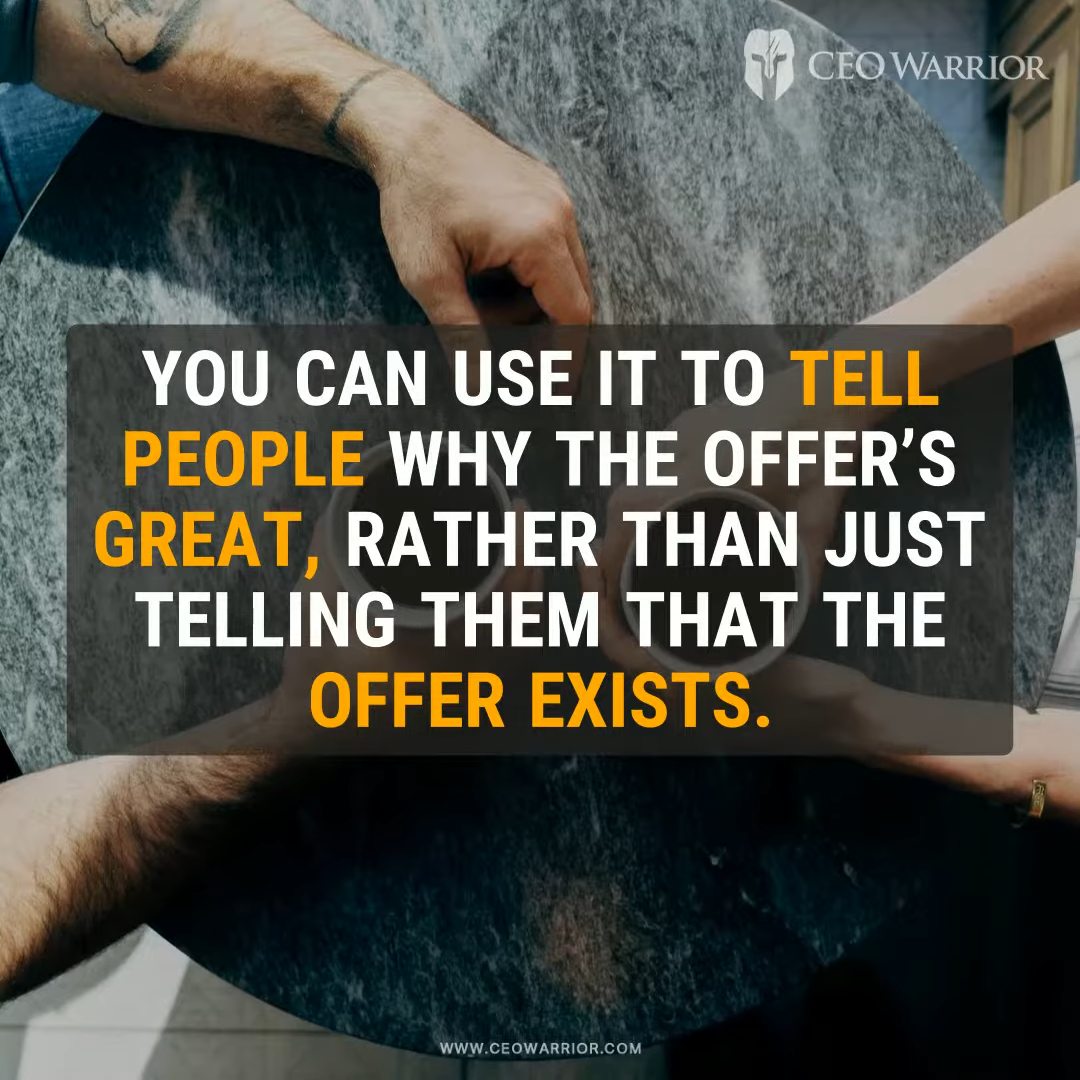 CEO WARRIOR
YOU CAN USE IT TO TELL
PEOPLE WHY THE OFFER'S
GREAT, RATHER THAN JUST
TELLING THEM THAT THE
OFFER EXISTS.
WWW.CEOWARRIOR.COM